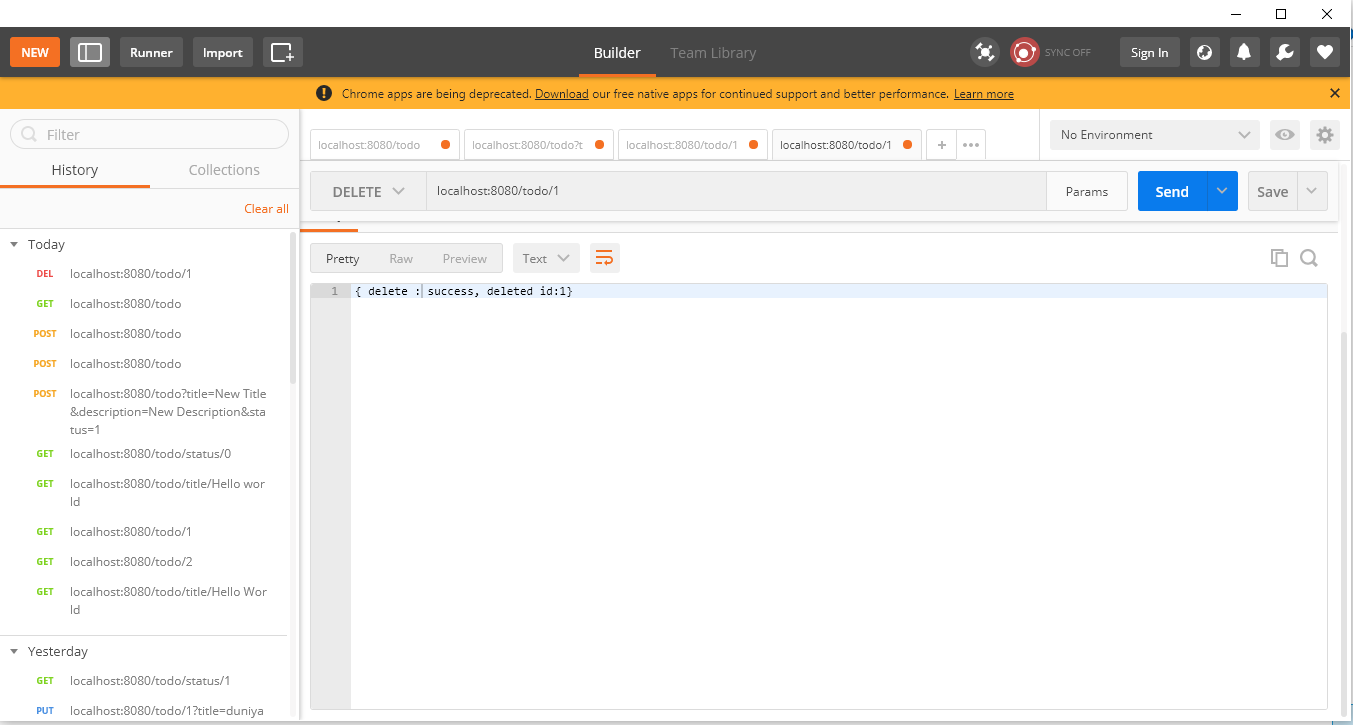 NEW
Runner
Import
Builder
Team Library
SYNC OFF
Sign In
Chrome apps are being deprecated. Download our free native apps for continued support and better performance. Learn more
Filter
History
Collections
Clear all
Today
DEL localhost:8080/todo/1
GET localhost:8080/todo
POST localhost:8080/todo
POST localhost:8080/todo
POST localhost:8080/todo?title=New Title
&description=New Description&sta
tus=1
GET localhost:8080/todo/status/0
GET localhost:8080/todo/title/Hello wor
ld
GET localhost:8080/todo/1
GET localhost:8080/todo/2
GET localhost:8080/todo/title/Hello Wor
ld
Yesterday
GET localhost:8080/todo/status/1
PUT localhost:8080/todo/1?title=duniya
localhost:8080/todo
localhost:8080/todo?t
localhost:8080/todo/1
localhost:8080/todo/1
No Environment
DELETE
localhost:8080/todo/1
Params
Send
Save
Pretty
Raw
Preview
Text
1 { delete : success, deleted id:1}